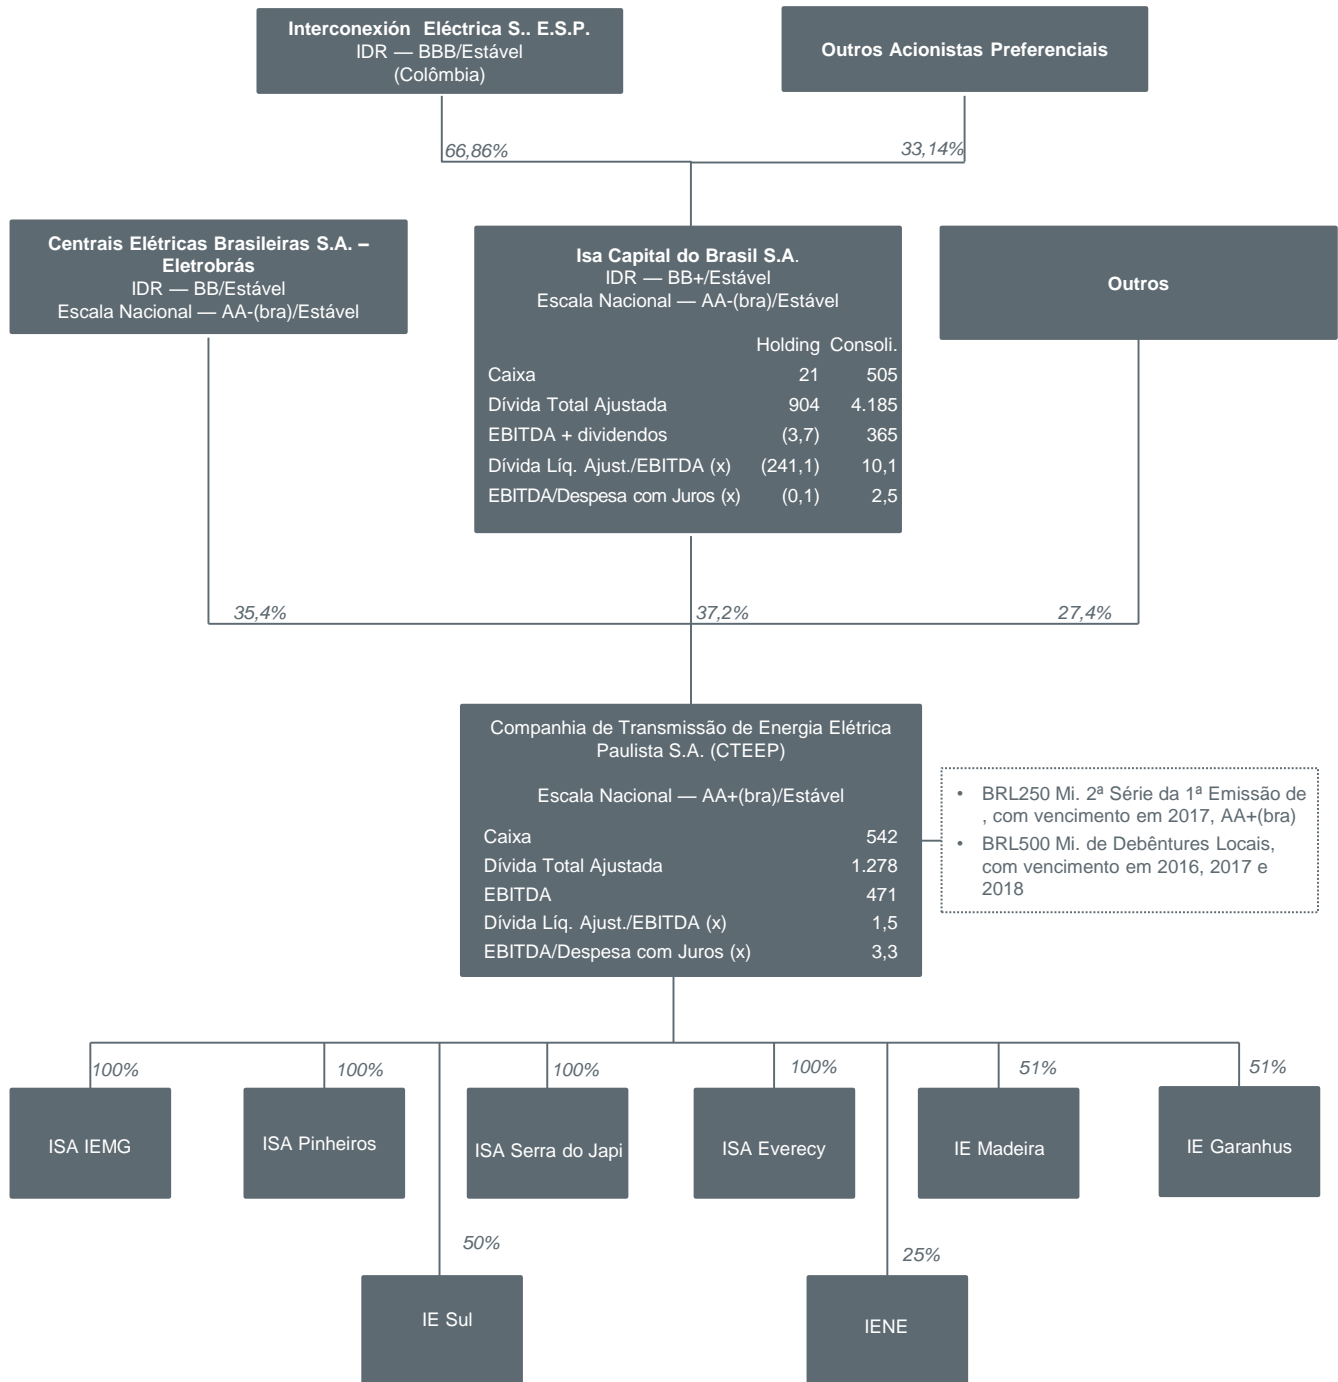 Interconexión Eléctrica S.. E.S.P.
IDR — BBB/Estável
(Colômbia)
Outros Acionistas Preferenciais
66,86%
33,14%
Centrais Elétricas Brasileiras S.A. –
Eletrobrás
IDR — BB/Estável
Escala Nacional — AA-(bra)/Estável
Isa Capital do Brasil S.A.
IDR — BB+/Estável
Escala Nacional — AA-(bra)/Estável
Holding Consoli.
Caixa 21 505
Dívida Total Ajustada 904 4.185
EBITDA + dividendos (3,7) 365
Dívida Líq. Ajust./EBITDA (x) (241,1) 10,1
EBITDA/Despesa com Juros (x) (0,1) 2,5
Outros
35,4%
37,2%
27,4%
Companhia de Transmissão de Energia Elétrica
Paulista S.A. (CTEEP)
Escala Nacional — AA+(bra)/Estável
Caixa 542
Dívida Total Ajustada 1.278
EBITDA 471
Dívida Líq. Ajust./EBITDA (x) 1,5
EBITDA/Despesa com Juros (x) 3,3
• BRL250 Mi. 2ª Série da 1ª Emissão de
, com vencimento em 2017, AA+(bra)
• BRL500 Mi. de Debêntures Locais,
com vencimento em 2016, 2017 e
2018
100%
100%
100%
100%
51%
51%
ISA IEMG
ISA Pinheiros
ISA Serra do Japi
ISA Everecy
IE Madeira
IE Garanhus
50%
25%
IE Sul
IENE